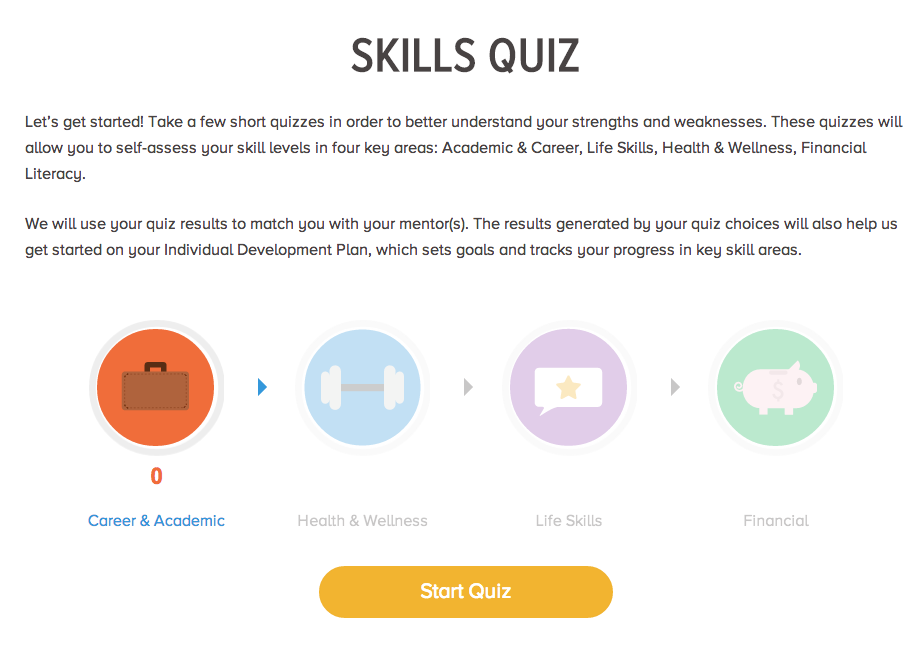 SKILLS QUIZ
Let's get started! Take a few short quizzes in order to better understand your strengths and weaknesses. These quizzes will
allow you to self-assess your skill levels in four key areas: Academic & Career, Life Skills, Health & Wellness, Financial
Literacy.
We will use your quiz results to match you with your mentor(s). The results generated by your quiz choices will also help us
get started on your Individual Development Plan, which sets goals and tracks your progress in key skill areas.
$
0
Career & Academic
Health & Wellness
Life Skills
Financial
Start Quiz